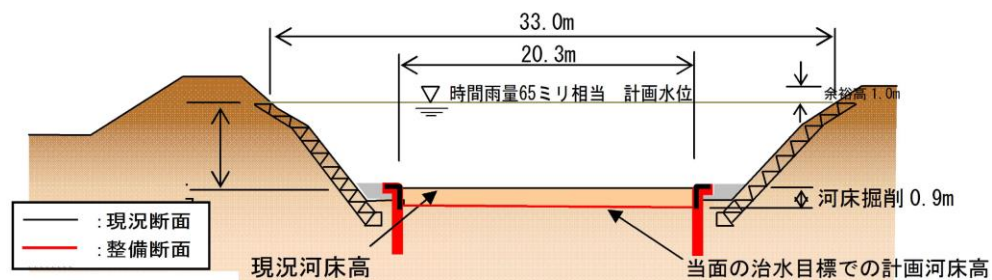 33.0m
20.3m
時間雨量65ミリ相当 計画水位
余裕高1.0m
河床掘削 0.9m
:現況断面
:整備断面
現況河床高
当面の治水目標での計画河床高